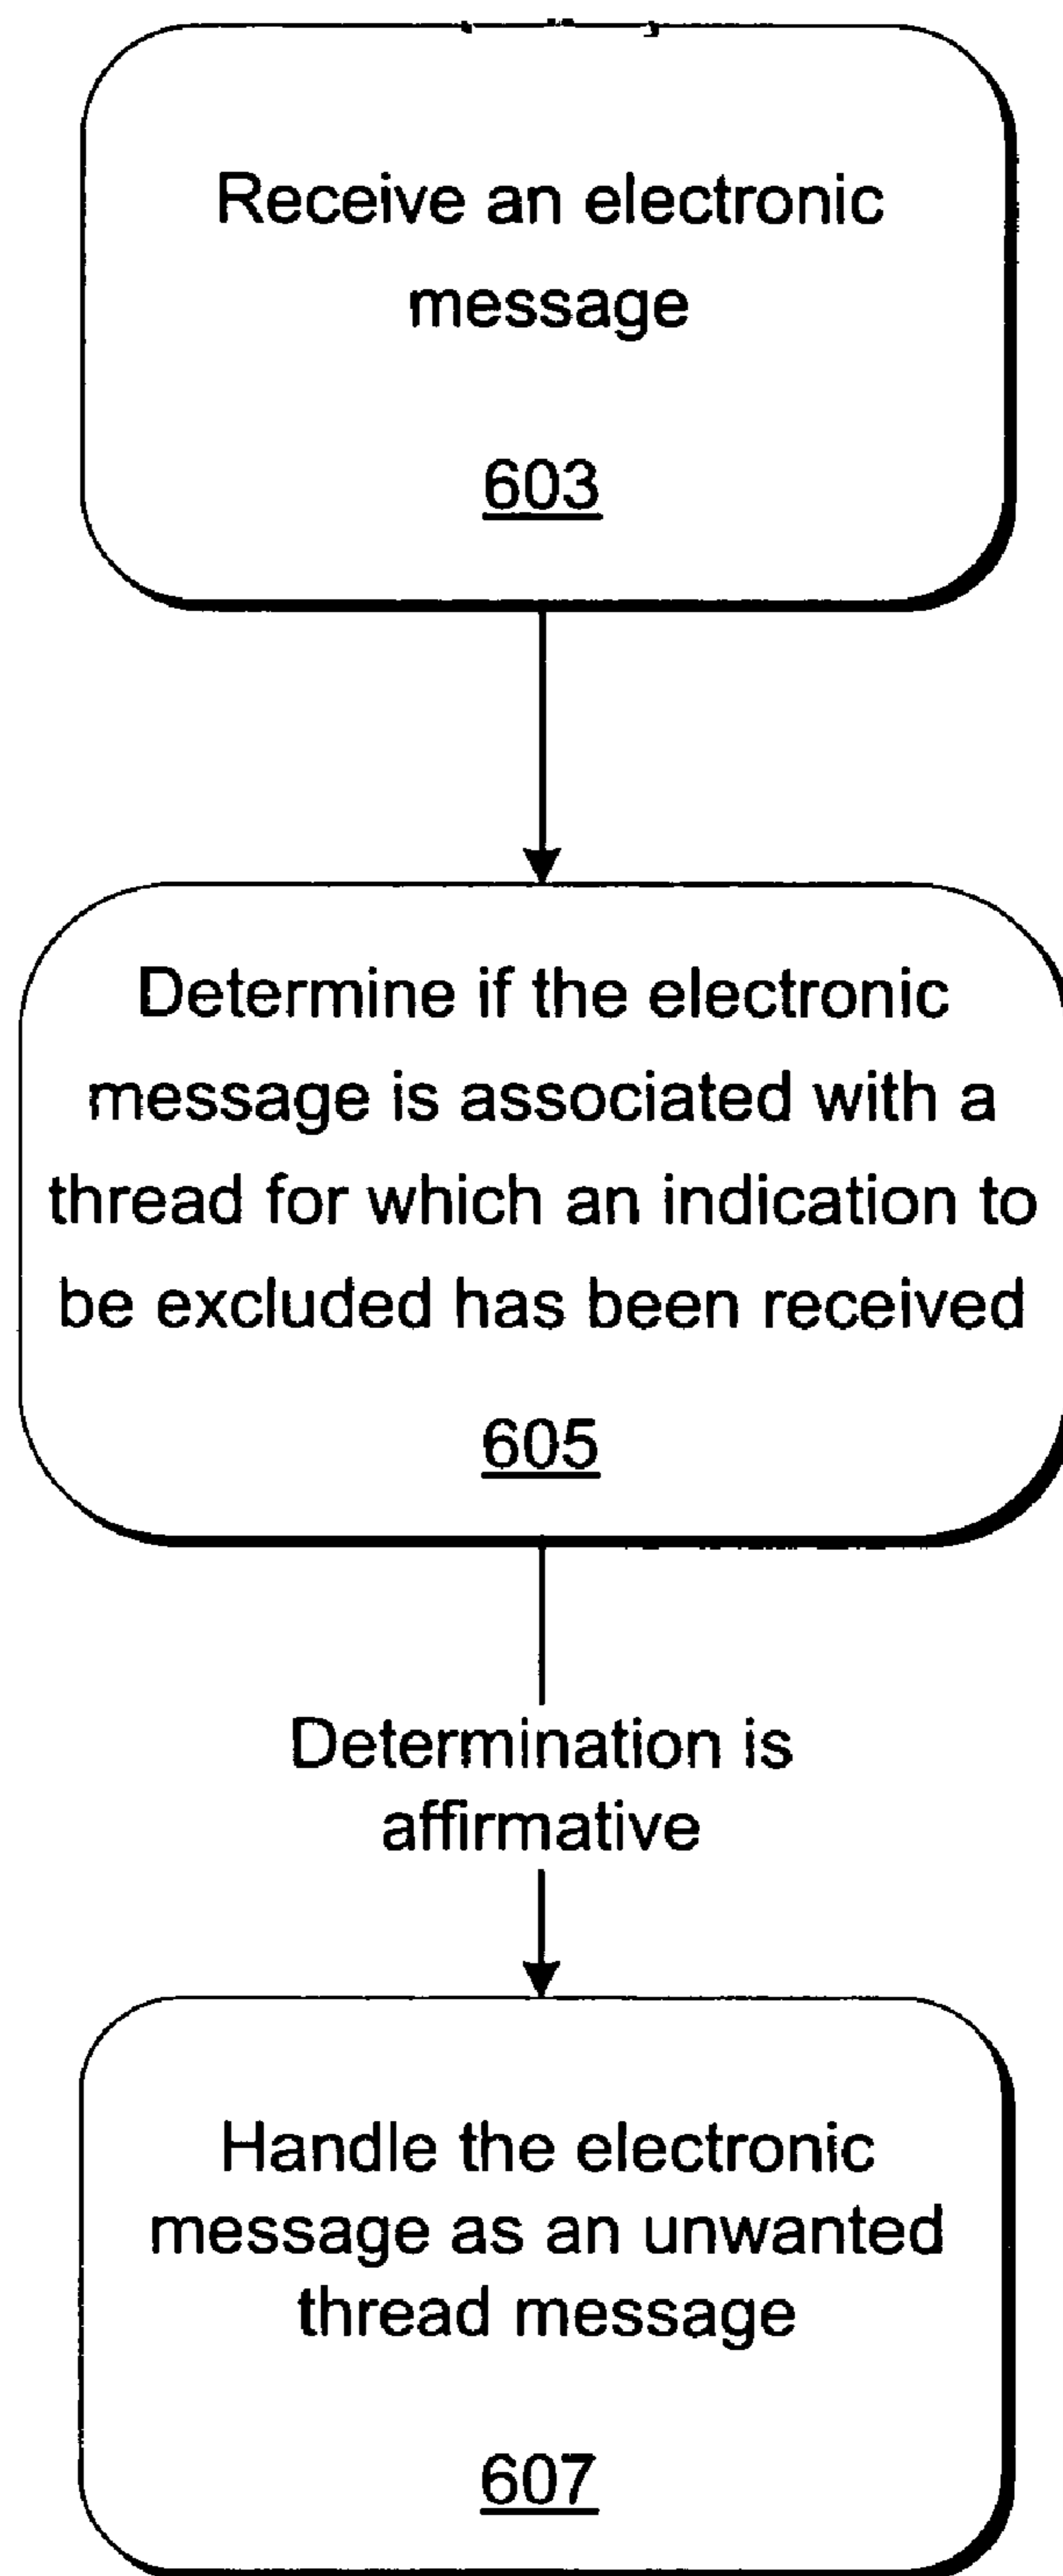 Receive an electronic
message
603
Determine if the electronic
message is associated with a
thread for which an indication to
be excluded has been received
605
Determination is
affirmative
Handle the electronic
message as an unwanted
thread message
607